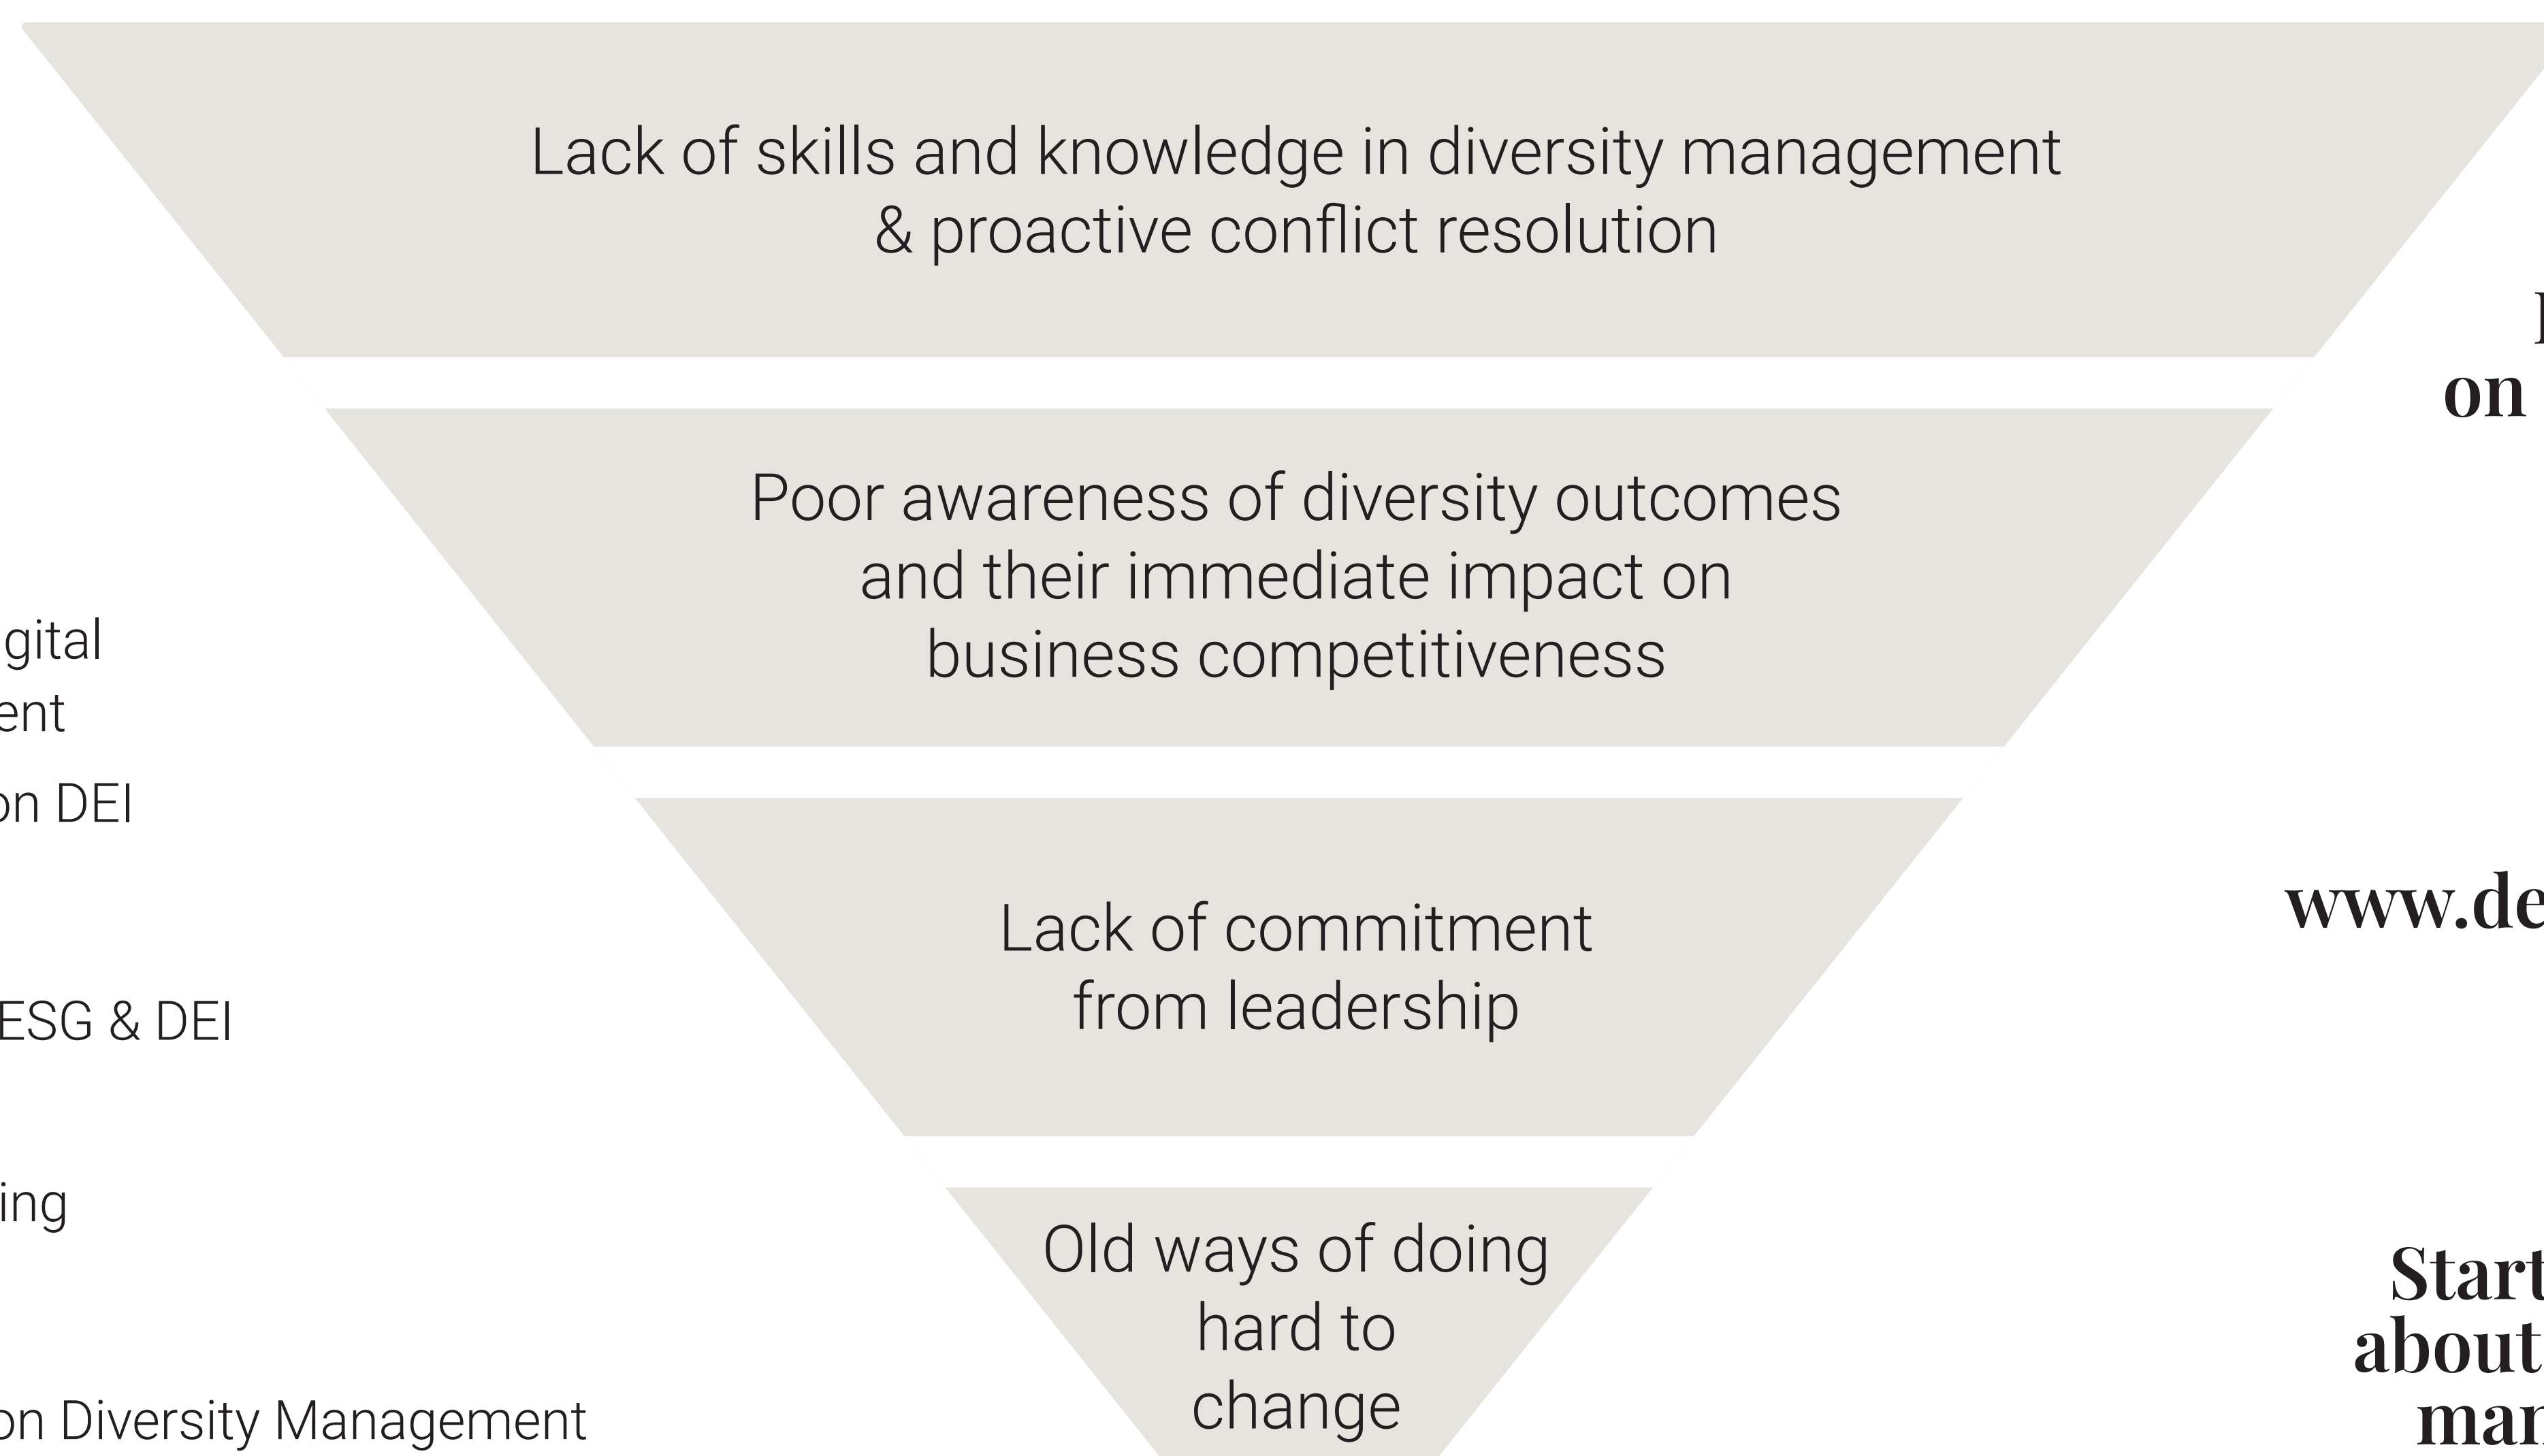 Lack of skills and knowledge in diversity management
& proactive conflict resolution
Poor awareness of diversity outcomes
and their immediate impact on
business competitiveness
Lack of commitment
from leadership
Old ways of doing
hard to
change
gital
ent
on DEI
ESG & DEI
ing
on Diversity Management
on
www.de
Start
about
man